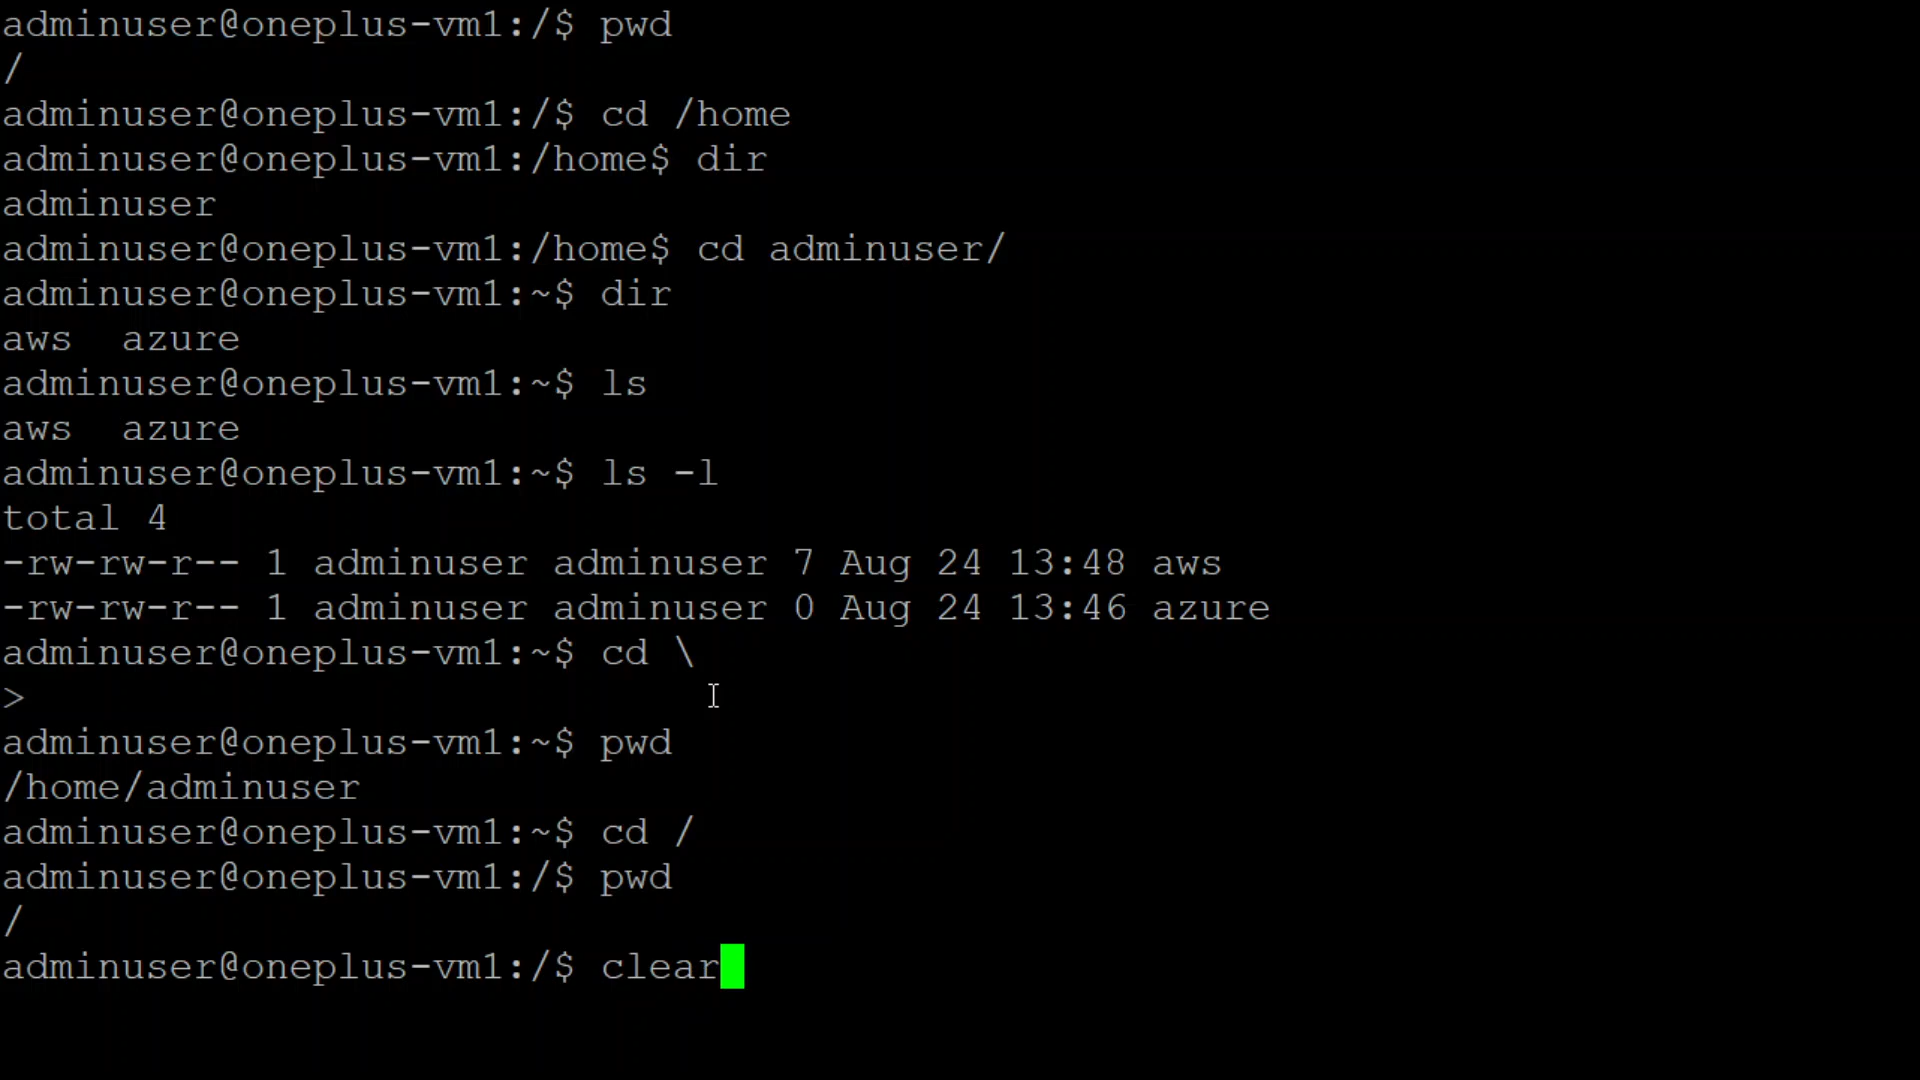 adminuser@oneplus-vm1:/$ pwd
/
adminuser@oneplus-vm1:/$ cd /home
adminuser@oneplus-vm1:/home$ dir
adminuser
adminuser@oneplus-vm1:/home$ cd adminuser/
adminuser@oneplus-vm1:~$ dir
aws  azure
adminuser@oneplus-vm1:~$ ls
aws  azure
adminuser@oneplus-vm1:~$ ls -l
total 4
-rw-rw-r-- 1 adminuser adminuser 7 Aug 24 13:48 aws
-rw-rw-r-- 1 adminuser adminuser 0 Aug 24 13:46 azure
adminuser@oneplus-vm1:~$ cd \
>
adminuser@oneplus-vm1:~$ pwd
/home/adminuser
adminuser@oneplus-vm1:~$ cd /
adminuser@oneplus-vm1:/$ pwd
/
adminuser@oneplus-vm1:/$ clear